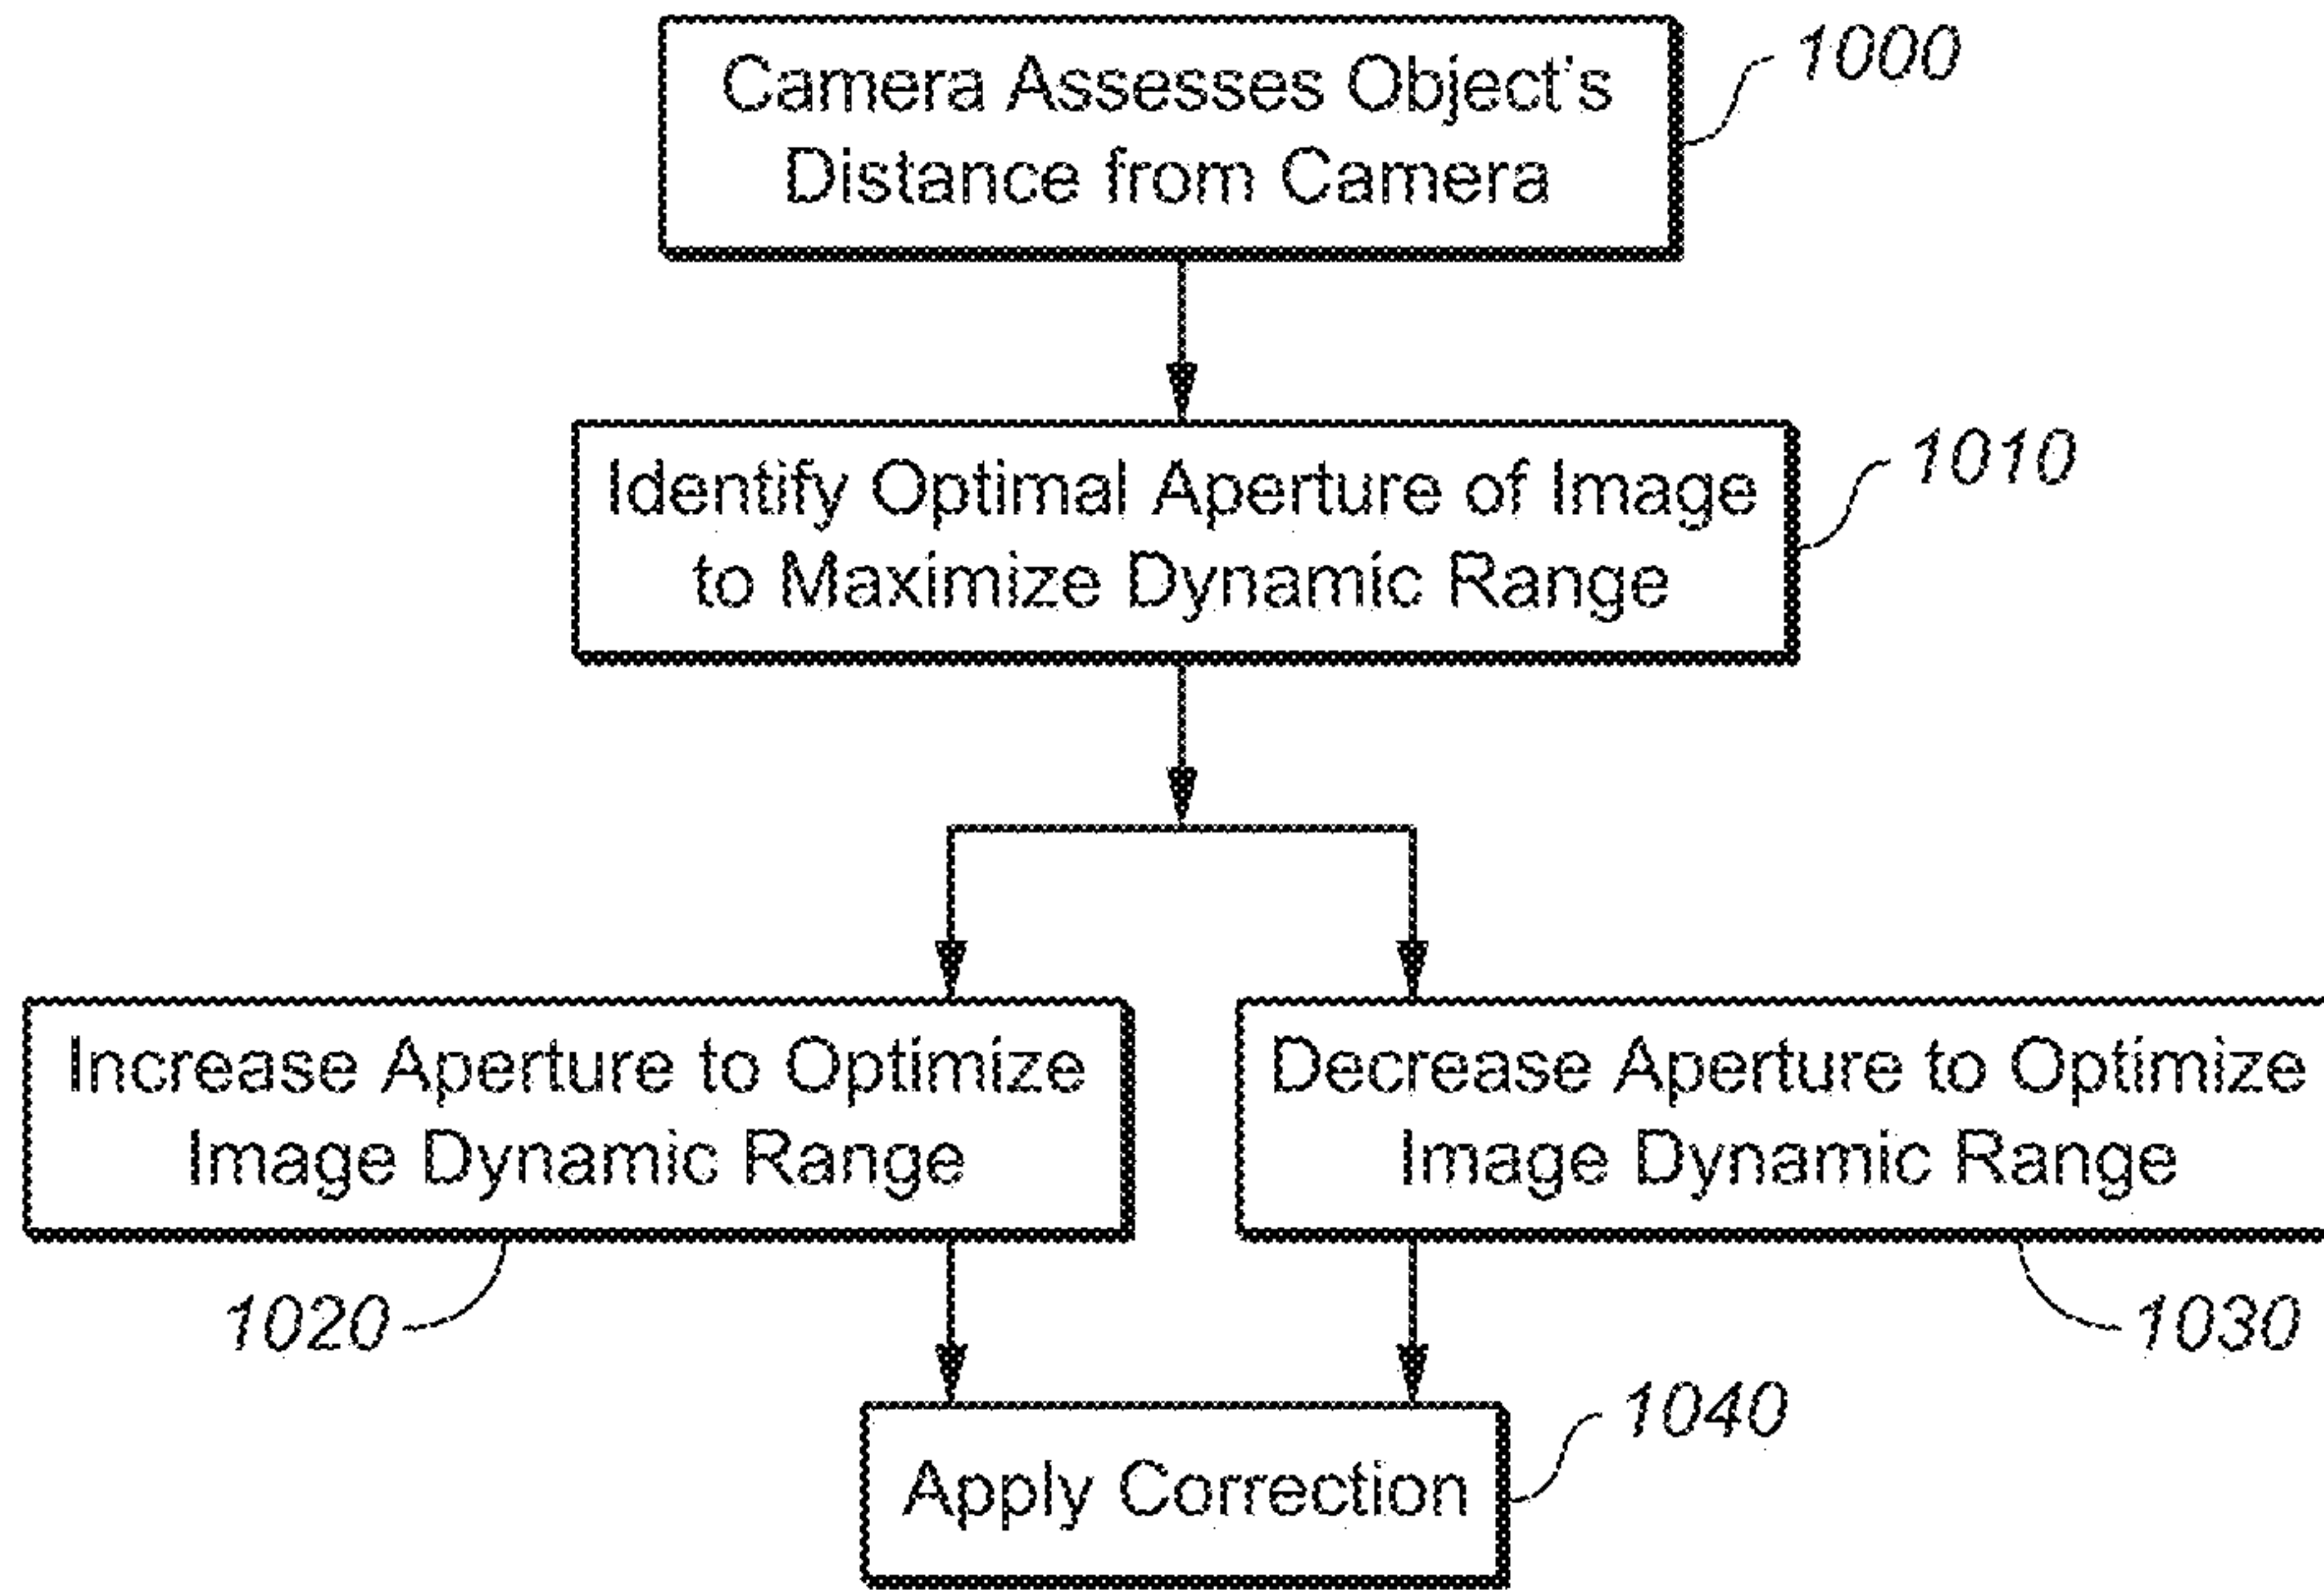 Camera Assesses Object's
Distance from Camera
1000
Identify Optimal Aperture of Image
to Maximize Dynamic Range
1010
Increase Aperture to Optimize
Image Dynamic Range
1020
Decrease Aperture to Optimize
Image Dynamic Range
1030
Apply Correction
1040